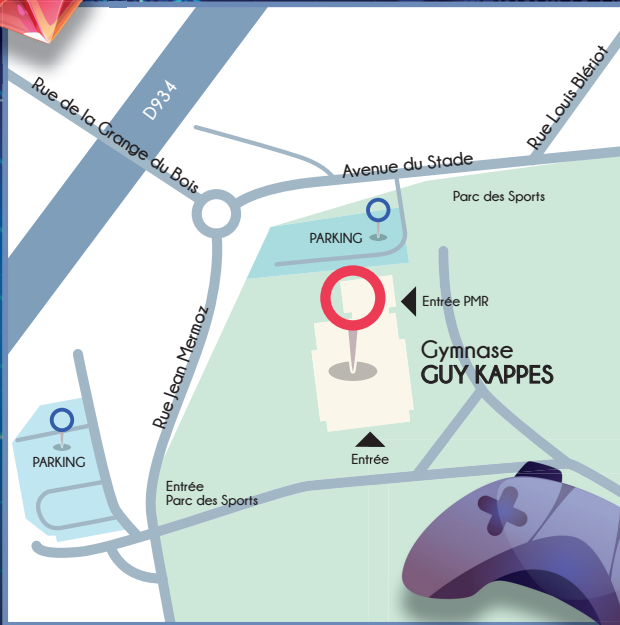 Rue de la Grange du Bois
D934
Rue Louis Blériot
Avenue du Stade
Parc des Sports
PARKING
Entrée PMR
Rue Jean Mermoz
Gymnase
GUY KAPPES
Entrée
PARKING
Entrée
Parc des Sports